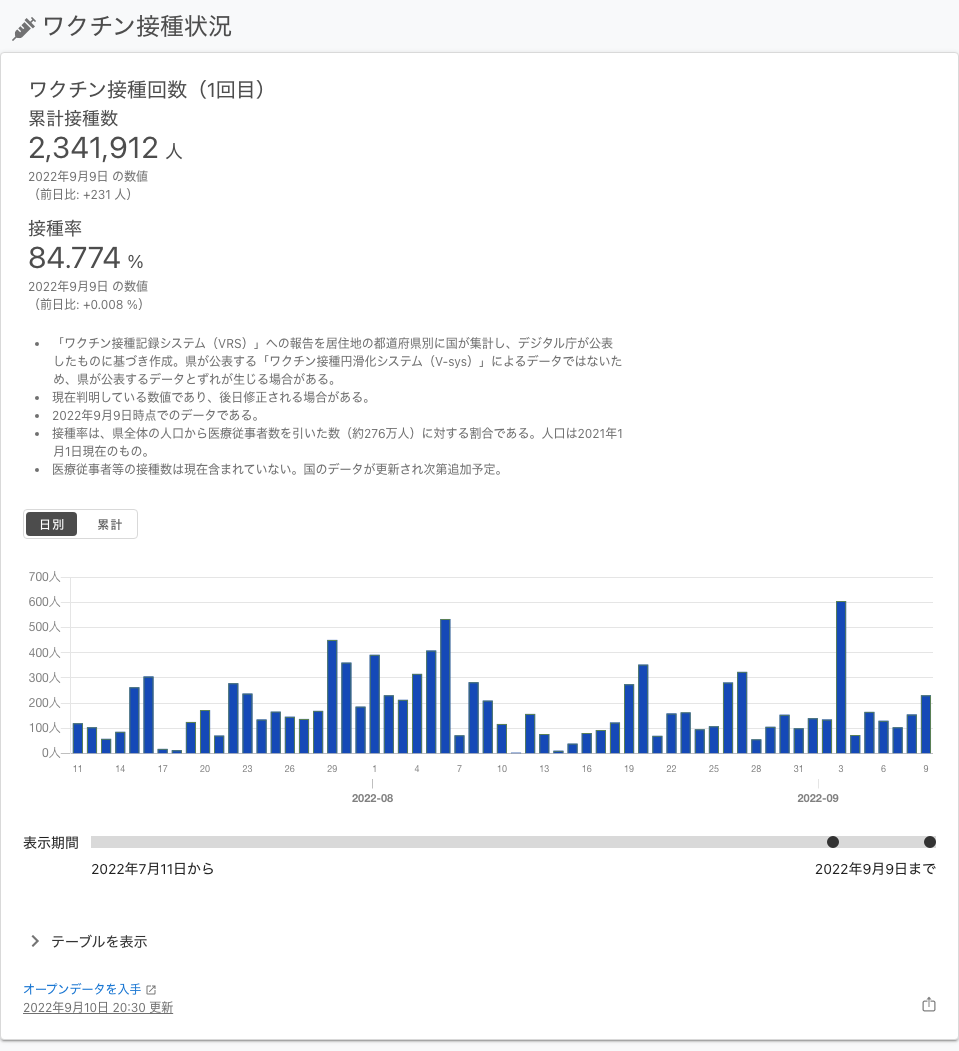 ワクチン接種状況
ワクチン接種回数（1回目）
累計接種数
2,341,912 人
2022年9月9日 の数値
（前日比: +231 人）
接種率
84.774 %
2022年9月9日 の数値
（前日比: +0.008 %）
• 「ワクチン接種記録システム（VRS）」への報告を居住地の都道府県別に国が集計し、デジタル庁が公表
したものに基づき作成。県が公表する「ワクチン接種円滑化システム（V-sys）」によるデータではないた
め、県が公表するデータとずれが生じる場合がある。
• 現在判明している数値であり、後日修正される場合がある。
• 2022年9月9日時点でのデータである。
• 接種率は、県全体の人口から医療従事者数を引いた数（約276万人）に対する割合である。人口は2021年1
月1日現在のもの。
• 医療従事者等の接種数は現在含まれていない。国のデータが更新され次第追加予定。
日別 累計
700人
600人
500人
400人
300人
200人
100人
0人
11 14 17 20 23 26 29 1 4 7 10 13 16 19 22 25 28 31 3 6 9
2022-08 2022-09
表示期間
2022年7月11日から 2022年9月9日まで
テーブルを表示
オープンデータを入手
2022年9月10日 20:30 更新